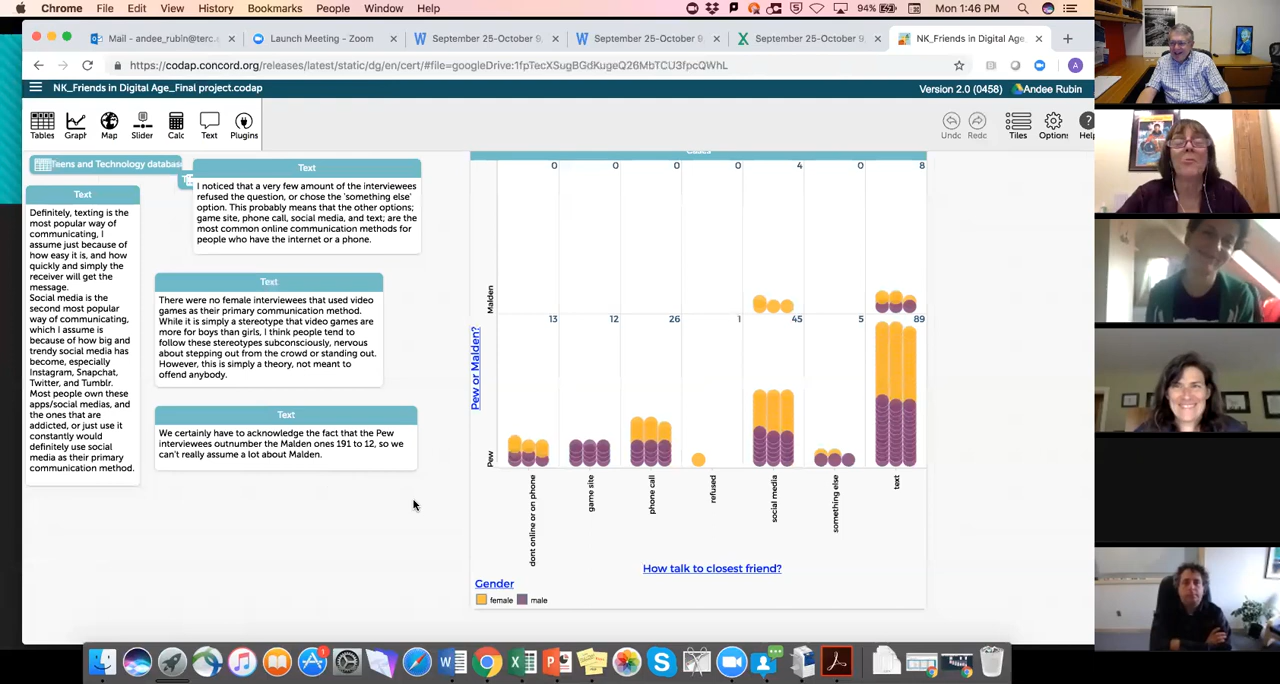 Chrome File Edit View History Bookmarks People Window Help
94%
Mon 1:46 PM
Mail - andee_rubin@terc.c
Launch Meeting - Zoom
September 25-October 9,
September 25-October 9,
September 25-October 9,
NK_Friends in Digital Age_
https://codap.concord.org/releases/latest/static/dg/en/cert/#file=googleDrive:1fpTecXSugBGdKugeQ26MbTCU3fpcQWhL
A
NK_Friends in Digital Age_Final project.codap
Version 2.0 (0458)
Andee Rubin
Tables Graph Map Slider Calc Text Plugins
Undo Redo Tiles Options Help
Teens and Technology databas
Text
Definitely, texting is the
most popular way of
communicating, I
assume just because of
how easy it is, and how
quickly and simply the
receiver will get the
message.
Social media is the
second most popular
way of communicating,
which I assume is
because of how big and
trendy social media has
become, especially
Instagram, Snapchat,
Twitter, and Tumblr.
Most people own these
apps/social medias, and
the ones that are
addicted, or just use it
constantly would
definitely use social
media as their primary
communication method.
Text
I noticed that a very few amount of the interviewees
refused the question, or chose the 'something else'
option. This probably means that the other options;
game site, phone call, social media, and text; are the
most common online communication methods for
people who have the internet or a phone.
Text
There were no female interviewees that used video
games as their primary communication method.
While it is simply a stereotype that video games are
more for boys than girls, I think people tend to
follow these stereotypes subconsciously, nervous
about stepping out from the crowd or standing out.
However, this is simply a theory, not meant to
offend anybody.
Text
We certainly have to acknowledge the fact that the Pew
interviewees outnumber the Malden ones 191 to 12, so we
can't really assume a lot about Malden.
0 0 0 0 4 0 8
Malden
13 12 26 1 45 5 89
Pew or Malden?
Pew
dont online or on phone
game site
phone call
refused
social media
something else
text
How talk to closest friend?
Gender
female male